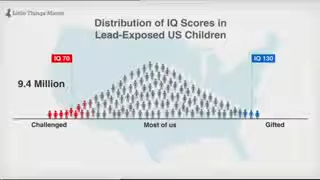 Little Things Matter
Distribution of IQ Scores in
Lead-Exposed US Children
IQ 70
IQ 130
9.4 Million
Challenged
Most of us
Gifted